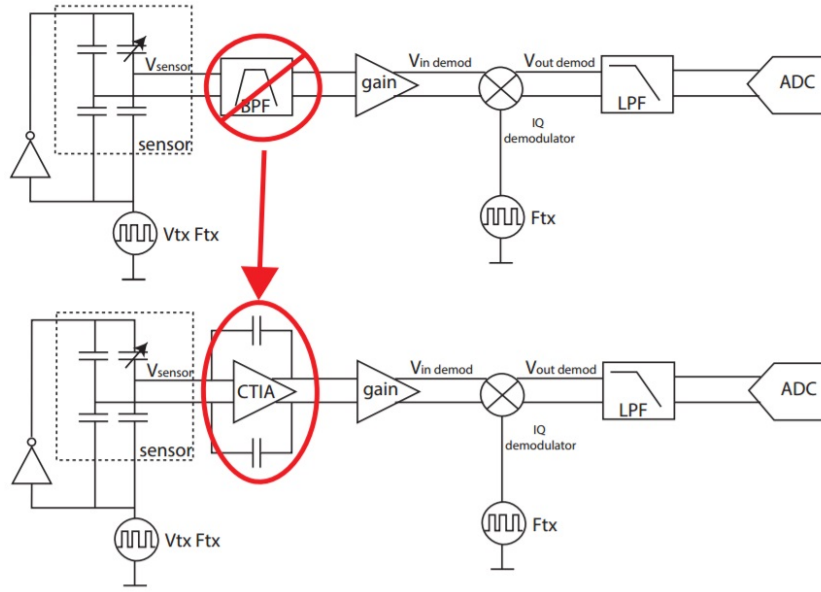 Vsensor
BPF
gain
Vin demod
Vout demod
LPF
ADC
sensor
IQ
demodulator
Vtx Ftx
Ftx
Vsensor
CTIA
gain
Vin demod
Vout demod
LPF
ADC
sensor
IQ
demodulator
Vtx Ftx
Ftx